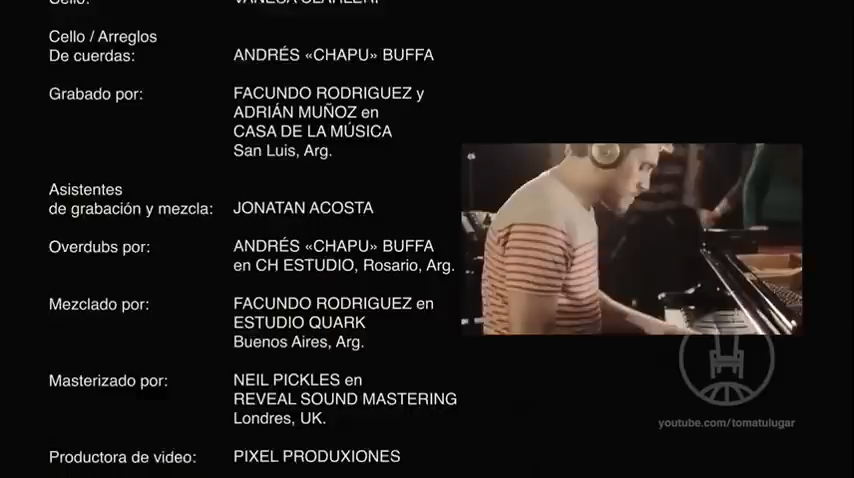 Cello / Arreglos
De cuerdas: ANDRÉS «CHAPU» BUFFA
Grabado por: FACUNDO RODRIGUEZ y
ADRIÁN MUÑOZ en
CASA DE LA MÚSICA
San Luis, Arg.
Asistentes
de grabación y mezcla: JONATAN ACOSTA
Overdubs por: ANDRÉS «CHAPU» BUFFA
en CH ESTUDIO, Rosario, Arg.
Mezclado por: FACUNDO RODRIGUEZ en
ESTUDIO QUARK
Buenos Aires, Arg.
Masterizado por: NEIL PICKLES en
REVEAL SOUND MASTERING
Londres, UK.
youtube.com/tomatulugar
Productora de video: PIXEL PRODUXIONES